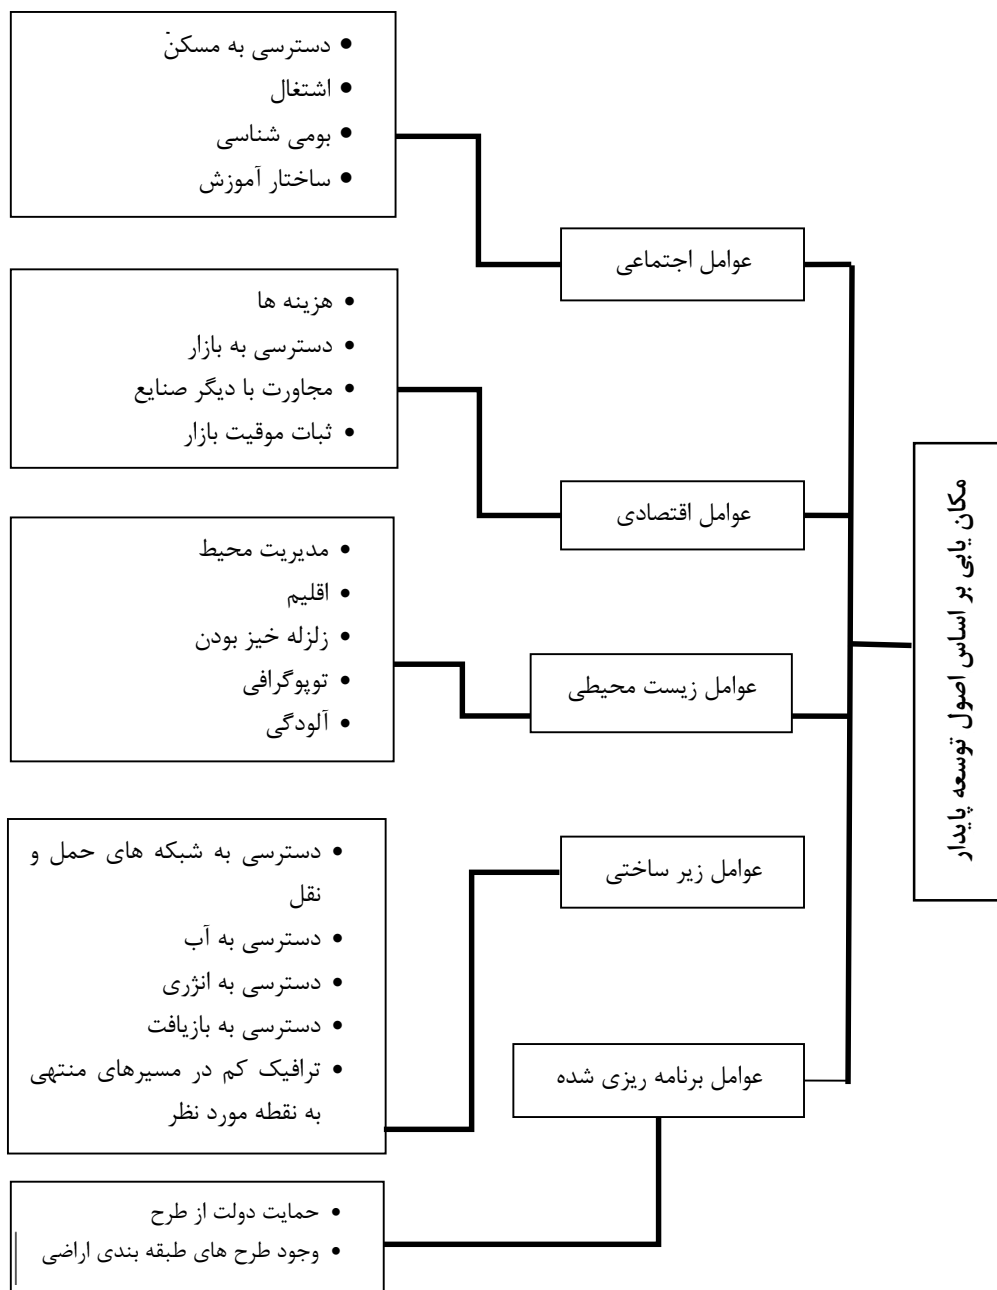 مکان یابی بر اساس اصول توسعه پایدار
عوامل اجتماعی
• دسترسی به مسکن
• اشتغال
• بومی شناسی
• ساختار آموزش
عوامل اقتصادی
• هزینه ها
• دسترسی به بازار
• مجاورت با دیگر صنایع
• ثبات موقیت بازار
عوامل زیست محیطی
• مدیریت محیط
• اقلیم
• زلزله خیز بودن
• توپوگرافی
• آلودگی
عوامل زیر ساختی
• دسترسی به شبکه های حمل و
نقل
• دسترسی به آب
• دسترسی به انژری
• دسترسی به بازیافت
• ترافیک کم در مسیرهای منتهی
به نقطه مورد نظر
عوامل برنامه ریزی شده
• حمایت دولت از طرح
• وجود طرح های طبقه بندی اراضی